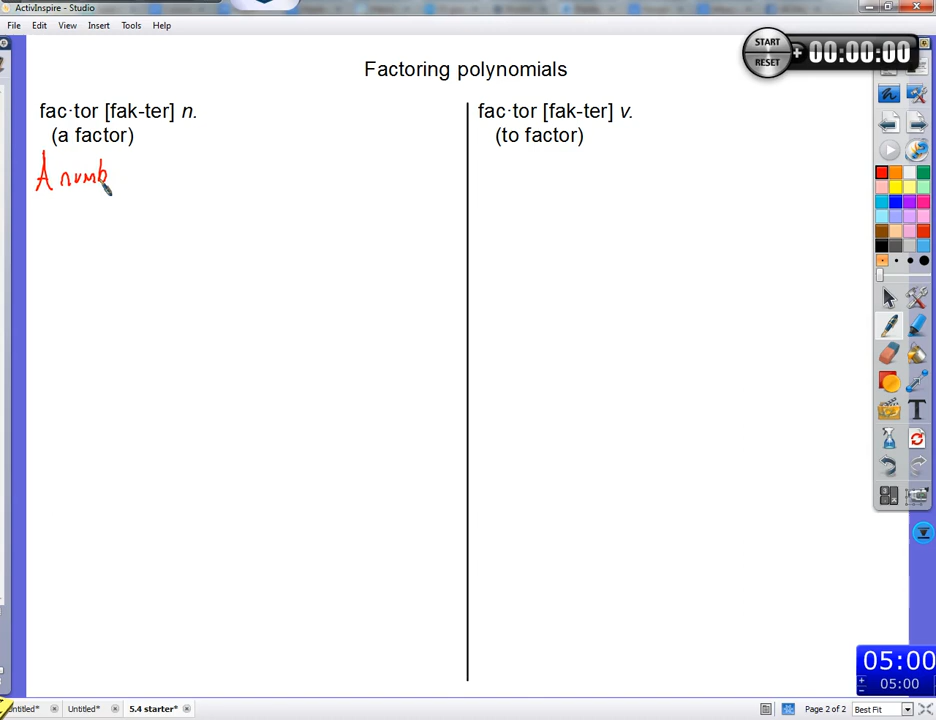 ActivInspire - Studio
File Edit View Insert Tools Help
START
RESET
00:00:00
Factoring polynomials
fac·tor [fak-ter] n.
(a factor)
A numb
fac·tor [fak-ter] v.
(to factor)
05:00
05:00
ntitled* Untitled* 5.4 starter* Page 2 of 2 Best Fit